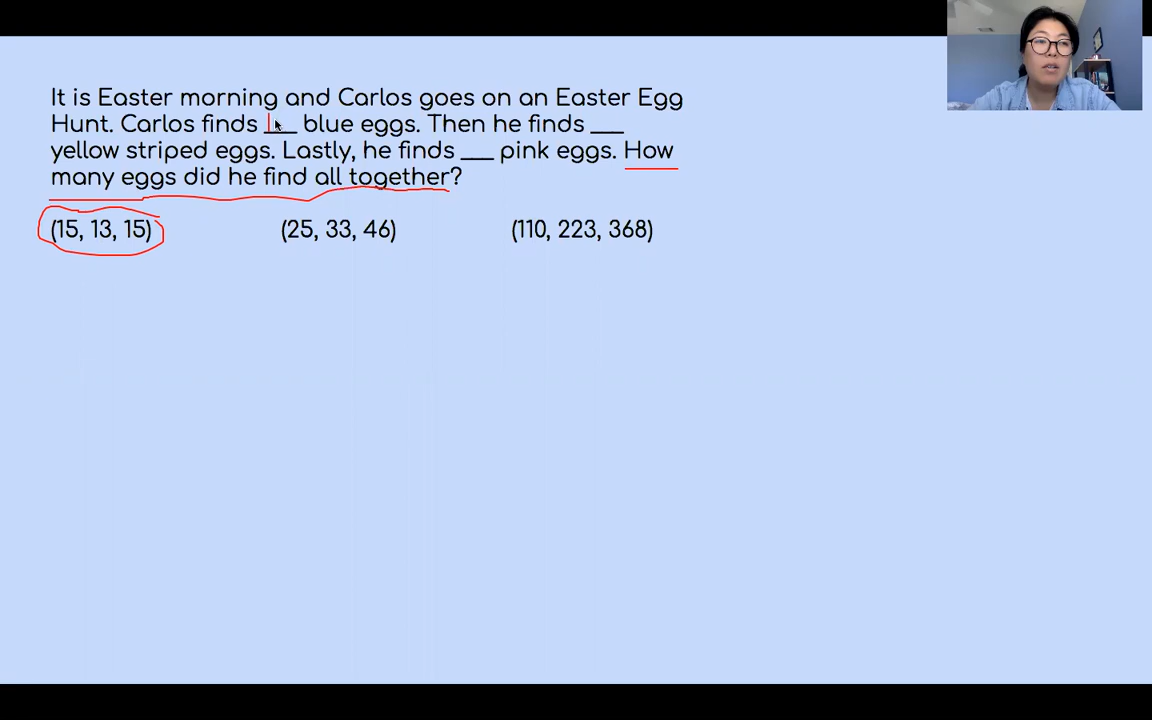 It is Easter morning and Carlos goes on an Easter Egg
Hunt. Carlos finds ___ blue eggs. Then he finds ___
yellow striped eggs. Lastly, he finds ___ pink eggs. How
many eggs did he find all together?
(15, 13, 15) (25, 33, 46) (110, 223, 368)